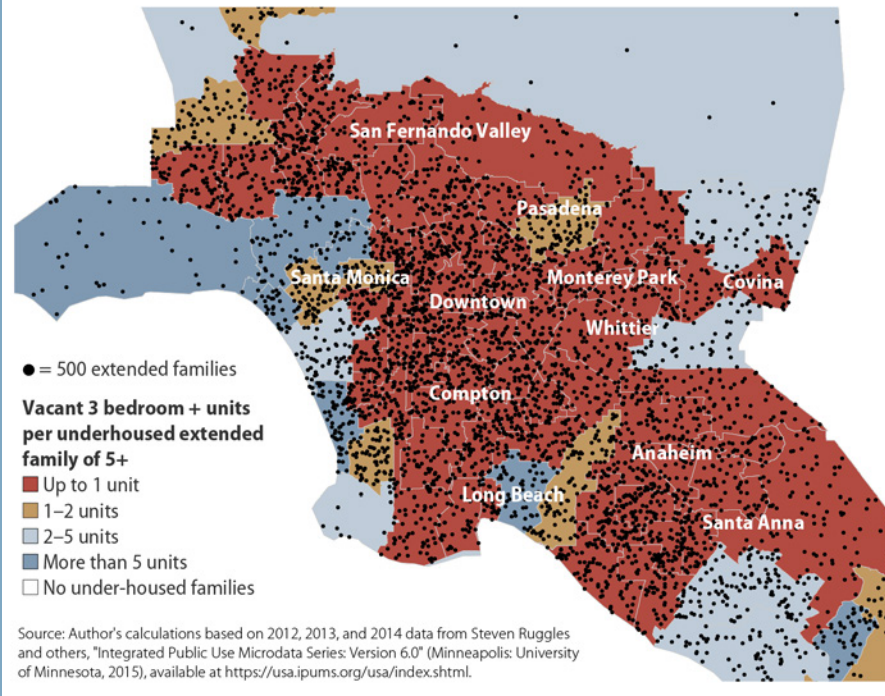 San Fernando Valley
Pasadena
Santa Monica
Monterey Park
Covina
Downtown
Whittier
Compton
Anaheim
Long Beach
Santa Anna
= 500 extended families
Vacant 3 bedroom + units
per underhoused extended
family of 5+
Up to 1 unit
1–2 units
2–5 units
More than 5 units
No under-housed families
Source: Author's calculations based on 2012, 2013, and 2014 data from Steven Ruggles
and others, "Integrated Public Use Microdata Series: Version 6.0" (Minneapolis: University
of Minnesota, 2015), available at https://usa.ipums.org/usa/index.shtml.